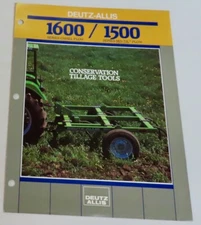 DEUTZ-ALLIS
1600 / 1500
CONSERVATION
TILLAGE TOOLS
DEUTZ
ALLIS